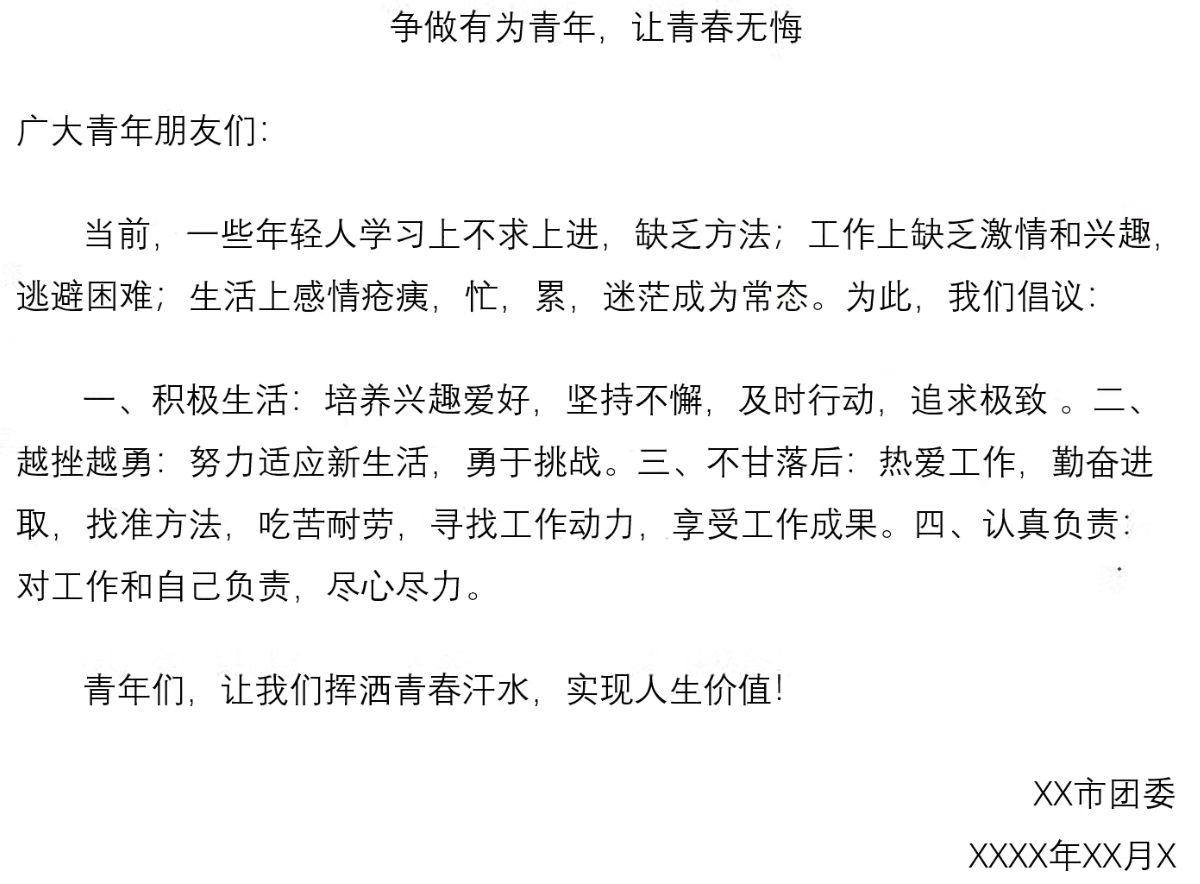 争做有为青年，让青春无悔
广大青年朋友们：
当前，一些年轻人学习上不求上进，缺乏方法；工作上缺乏激情和兴趣，
逃避困难；生活上感情疮痍，忙，累，迷茫成为常态。为此，我们倡议：
一、积极生活：培养兴趣爱好，坚持不懈，及时行动，追求极致 。二、
越挫越勇：努力适应新生活，勇于挑战。三、不甘落后：热爱工作，勤奋进
取，找准方法，吃苦耐劳，寻找工作动力，享受工作成果。四、认真负责：
对工作和自己负责，尽心尽力。
青年们，让我们挥洒青春汗水，实现人生价值！
XX市团委
XXXX年XX月X